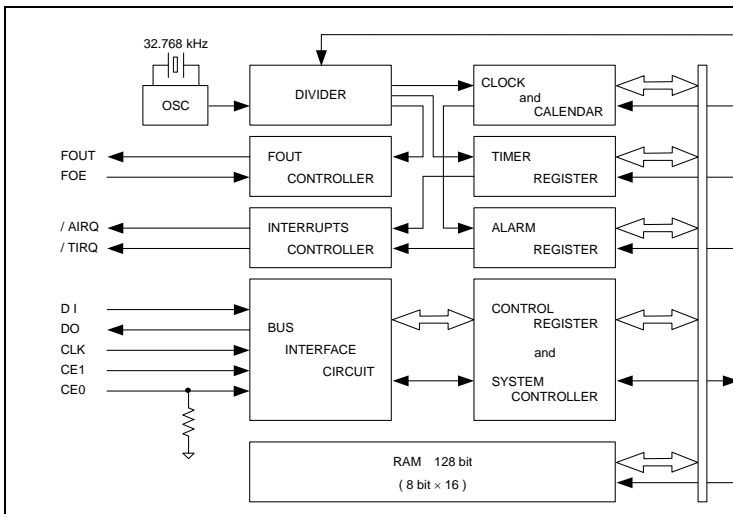 32.768 kHz
OSC
DIVIDER
CLOCK
and
CALENDAR
FOUT
FOE
FOUT
CONTROLLER
TIMER
REGISTER
/ AIRQ
/ TIRQ
INTERRUPTS
CONTROLLER
ALARM
REGISTER
D I
DO
CLK
CE1
CE0
BUS
INTERFACE
CIRCUIT
CONTROL
REGISTER
and
SYSTEM
CONTROLLER
RAM 128 bit
( 8 bit × 16 )